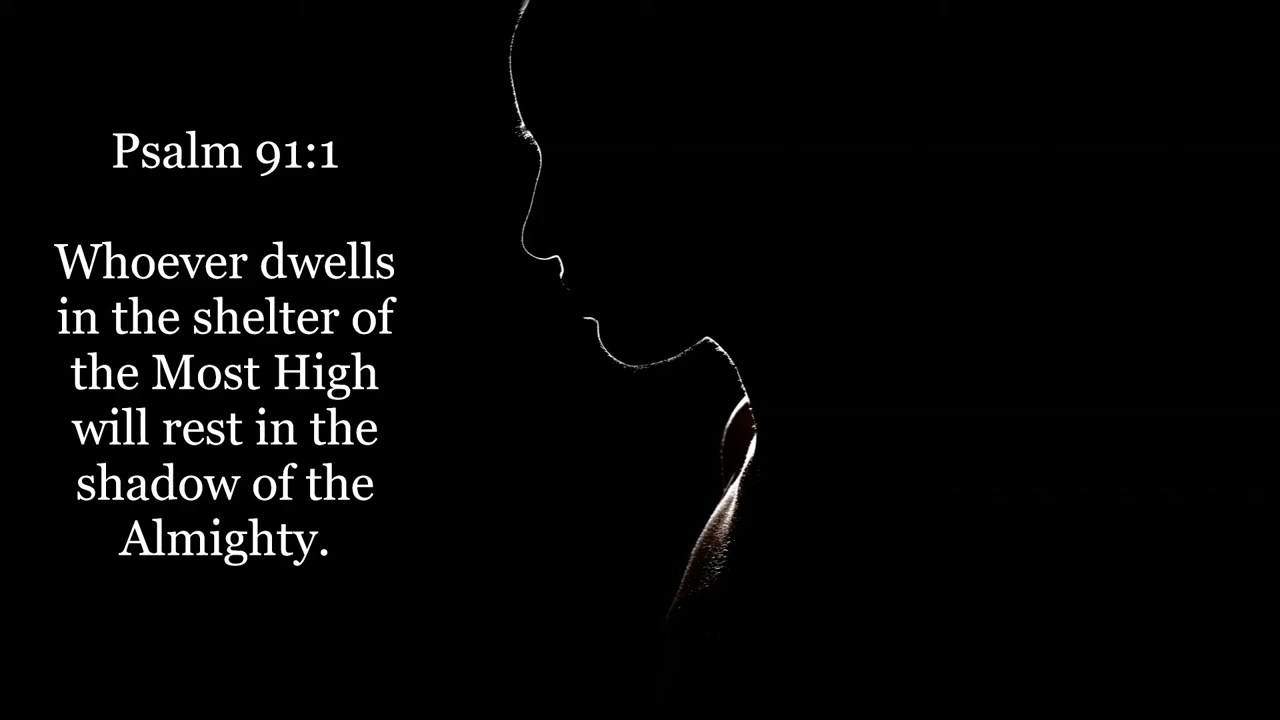 Psalm 91:1
Whoever dwells
in the shelter of
the Most High
will rest in the
shadow of the
Almighty.